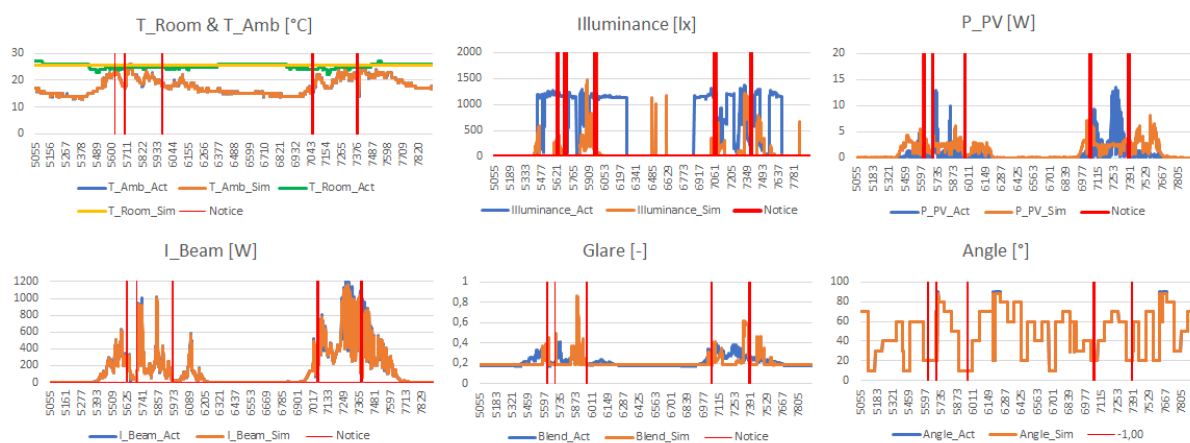 T_Room & T_Amb [°C]
30
20
10
0
5055 5156 5267 5378 5489 5600 5711 5822 5933 6044 6155 6266 6377 6488 6599 6710 6821 6932 7043 7154 7265 7376 7487 7598 7709 7820
T_Amb_Act T_Amb_Sim T_Room_Act
T_Room_Sim Notice
Illuminance [lx]
2000
1500
1000
500
0
5055 5189 5333 5477 5621 5765 5909 6053 6197 6341 6485 6629 6773 6917 7061 7205 7349 7493 7637 7781
Illuminance_Act Illuminance_Sim Notice
P_PV [W]
20
15
10
5
0
5055 5183 5321 5459 5597 5735 5873 6011 6149 6287 6425 6563 6701 6839 6977 7115 7253 7391 7529 7667 7805
P_PV_Act P_PV_Sim Notice
I_Beam [W]
1200
1000
800
600
400
200
0
5055 5161 5277 5393 5509 5625 5741 5857 5973 6089 6205 6321 6437 6553 6669 6785 6901 7017 7133 7249 7365 7481 7597 7713 7829
I_Beam_Act I_Beam_Sim Notice
Glare [-]
1
0,8
0,6
0,4
0,2
0
5055 5183 5321 5459 5597 5735 5873 6011 6149 6287 6425 6563 6701 6839 6977 7115 7253 7391 7529 7667 7805
Blend_Act Blend_Sim Notice
Angle [°]
100
80
60
40
20
0
5055 5183 5321 5459 5597 5735 5873 6011 6149 6287 6425 6563 6701 6839 6977 7115 7253 7391 7529 7667 7805
Angle_Act Angle_Sim -1,00